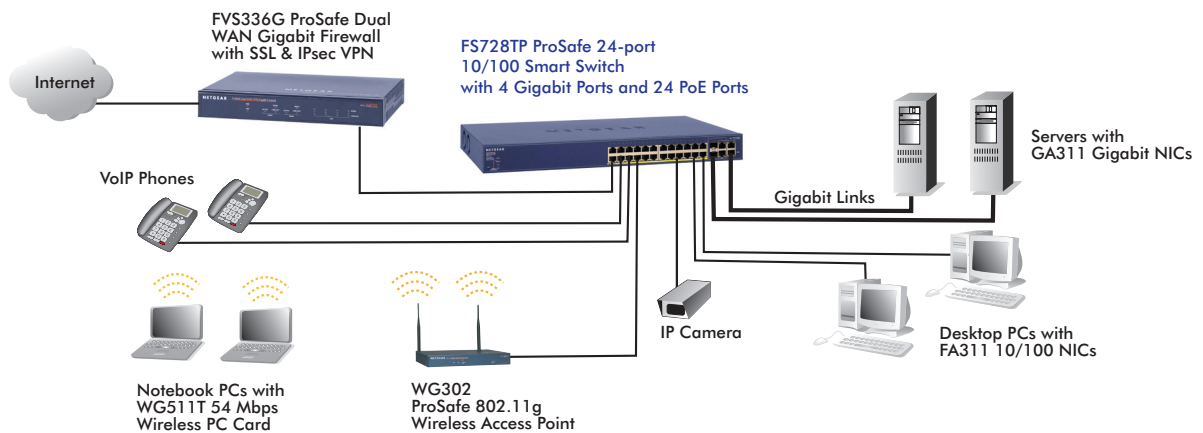 FVS336G ProSafe Dual
WAN Gigabit Firewall
with SSL & IPsec VPN
FS728TP ProSafe 24-port
10/100 Smart Switch
with 4 Gigabit Ports and 24 PoE Ports
Internet
NETGEAR
NETGEAR
Servers with
GA311 Gigabit NICs
VoIP Phones
Gigabit Links
IP Camera
Desktop PCs with
FA311 10/100 NICs
Notebook PCs with
WG511T 54 Mbps
Wireless PC Card
WG302
ProSafe 802.11g
Wireless Access Point